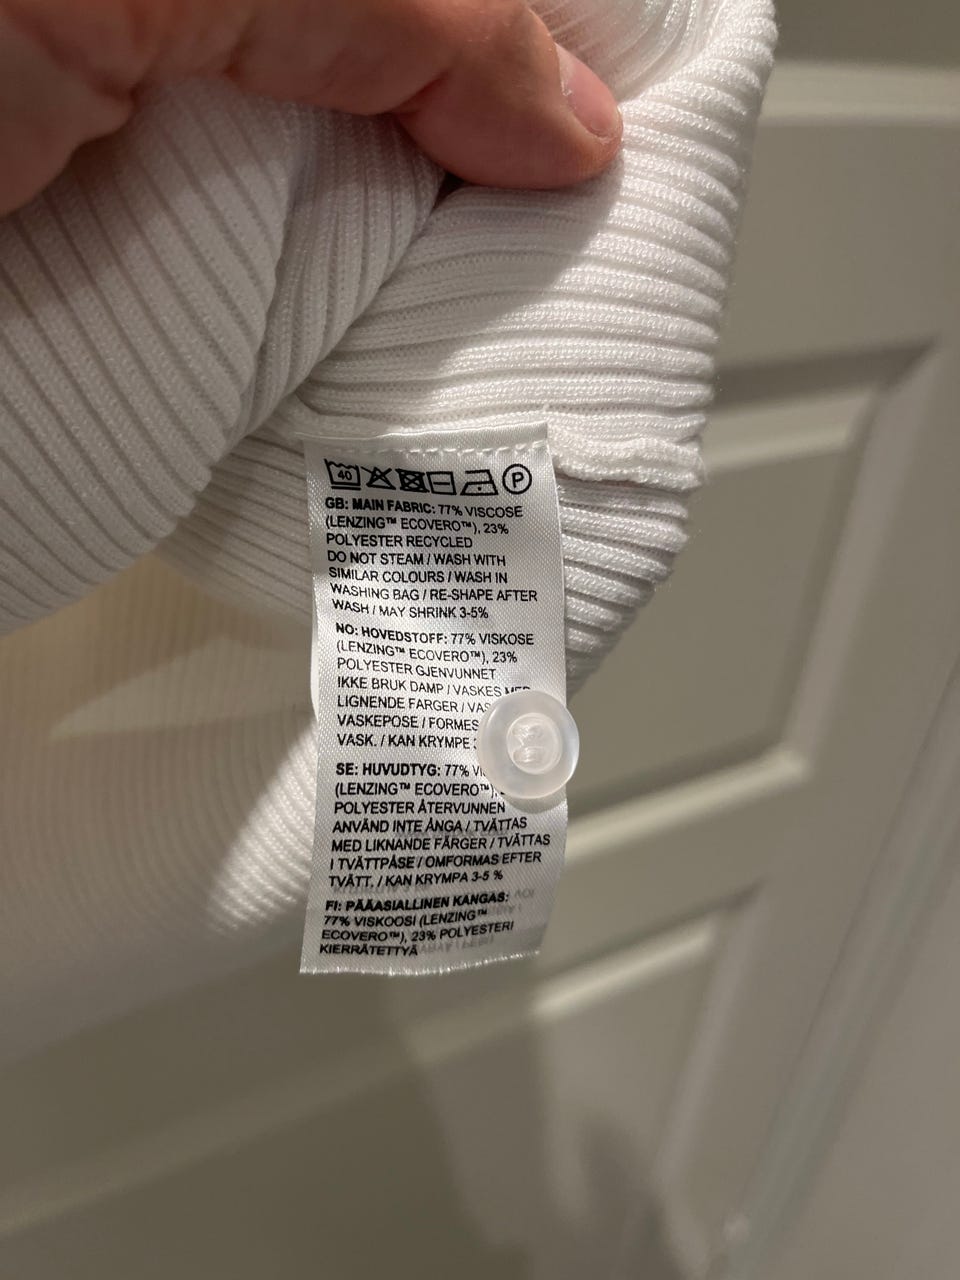 40 P
GB: MAIN FABRIC: 77% VISCOSE
(LENZING™ ECOVERO™), 23%
POLYESTER RECYCLED
DO NOT STEAM / WASH WITH
SIMILAR COLOURS / WASH IN
WASHING BAG / RE-SHAPE AFTER
WASH / MAY SHRINK 3-5%
NO: HOVEDSTOFF: 77% VISKOSE
(LENZING™ ECOVERO™), 23%
POLYESTER GJENVUNNET
IKKE BRUK DAMP / VASKES MED
LIGNENDE FARGER /
VASKEPOSE /
VASK. / KAN KRYMPE
SE: HUVUDTYG: 77%
(LENZING™ ECOVERO™),
POLYESTER ÅTERVUNNEN
ANVÄND INTE ÅNGA / TVÄTTAS
MED LIKNANDE FÄRGER / TVÄTTAS
I TVÄTTPÅSE / OMFORMAS EFTER
TVÄTT. / KAN KRYMPA 3-5 %
FI: PÄÄASIALLINEN KANGAS:
77% VISKOOSI (LENZING™
ECOVERO™), 23% POLYESTERI
KIERRÄTETTYÄ